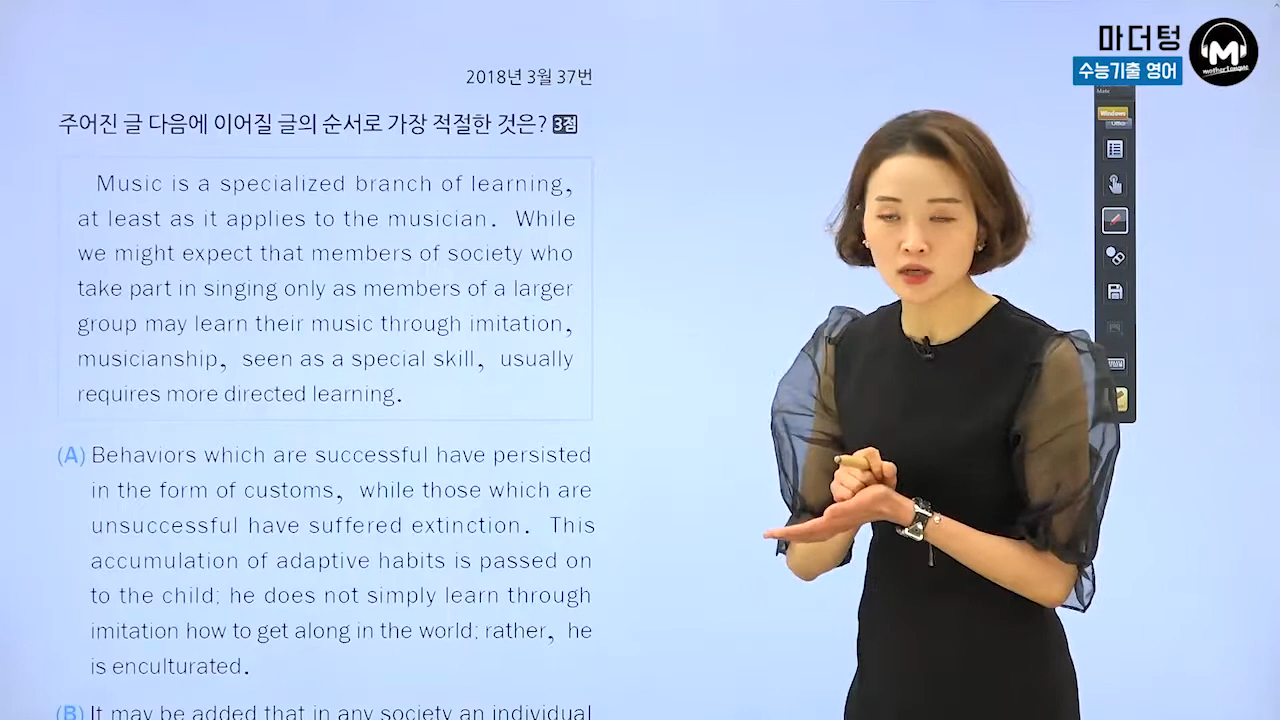 마더텅
수능기출 영어
M
mothertongue
2018년 3월 37번
주어진 글 다음에 이어질 글의 순서로 가 적절한 것은? 3점
Music is a specialized branch of learning,
at least as it applies to the musician. While
we might expect that members of society who
take part in singing only as members of a larger
group may learn their music through imitation,
musicianship, seen as a special skill, usually
requires more directed learning.
(A) Behaviors which are successful have persisted
in the form of customs, while those which are
unsuccessful have suffered extinction. This
accumulation of adaptive habits is passed on
to the child; he does not simply learn through
imitation how to get along in the world; rather, he
is enculturated.
(B) It may be added that in any society an individual
Windows
Office